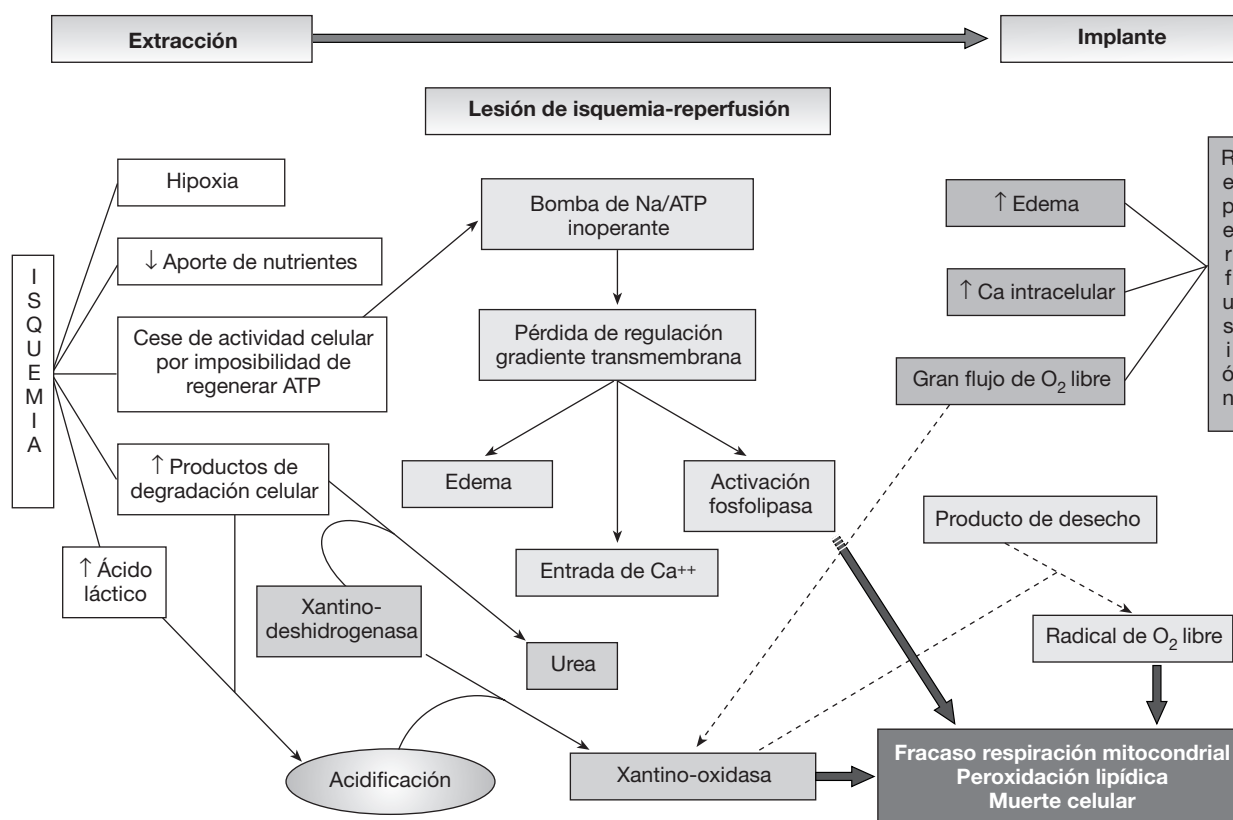 Extracción
Implante
Lesión de isquemia-reperfusión
ISQUEMIA
Hipoxia
↓ Aporte de nutrientes
Cese de actividad celular
por imposibilidad de
regenerar ATP
↑ Productos de
degradación celular
↑ Ácido
láctico
Xantino-
deshidrogenasa
Urea
Acidificación
Bomba de Na/ATP
inoperante
Pérdida de regulación
gradiente transmembrana
Edema
Activación
fosfolipasa
Entrada de Ca⁺⁺
Xantino-oxidasa
↑ Edema
↑ Ca intracelular
Gran flujo de O₂ libre
Reperfusión
Producto de desecho
Radical de O₂ libre
Fracaso respiración mitocondrial
Peroxidación lipídica
Muerte celular